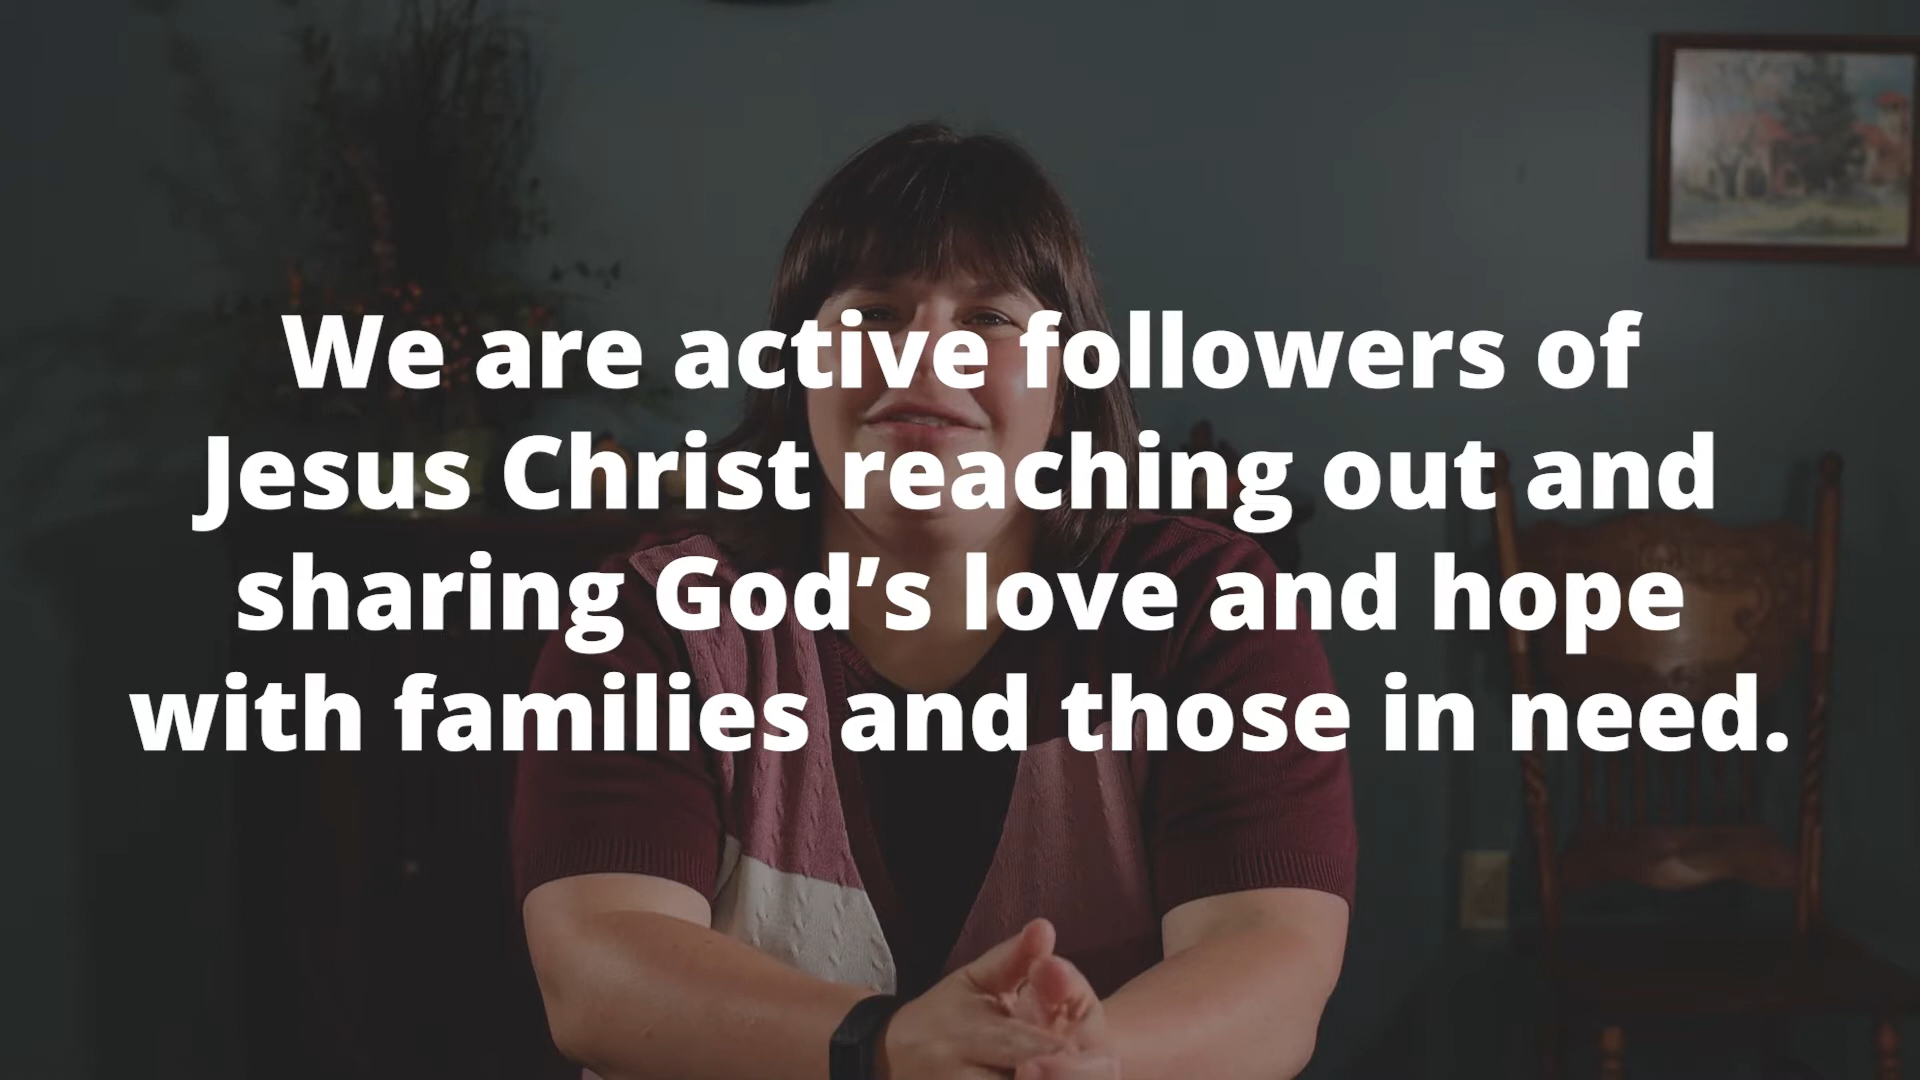 We are active followers of
Jesus Christ reaching out and
sharing God’s love and hope
with families and those in need.